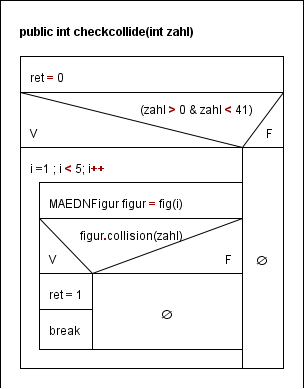 public int checkcollide(int zahl)
ret = 0
(zahl > 0 & zahl < 41)
V F
i =1 ; i < 5; i++
MAEDNFigur figur = fig(i)
figur.collision(zahl)
V F
∅
ret = 1
∅
break